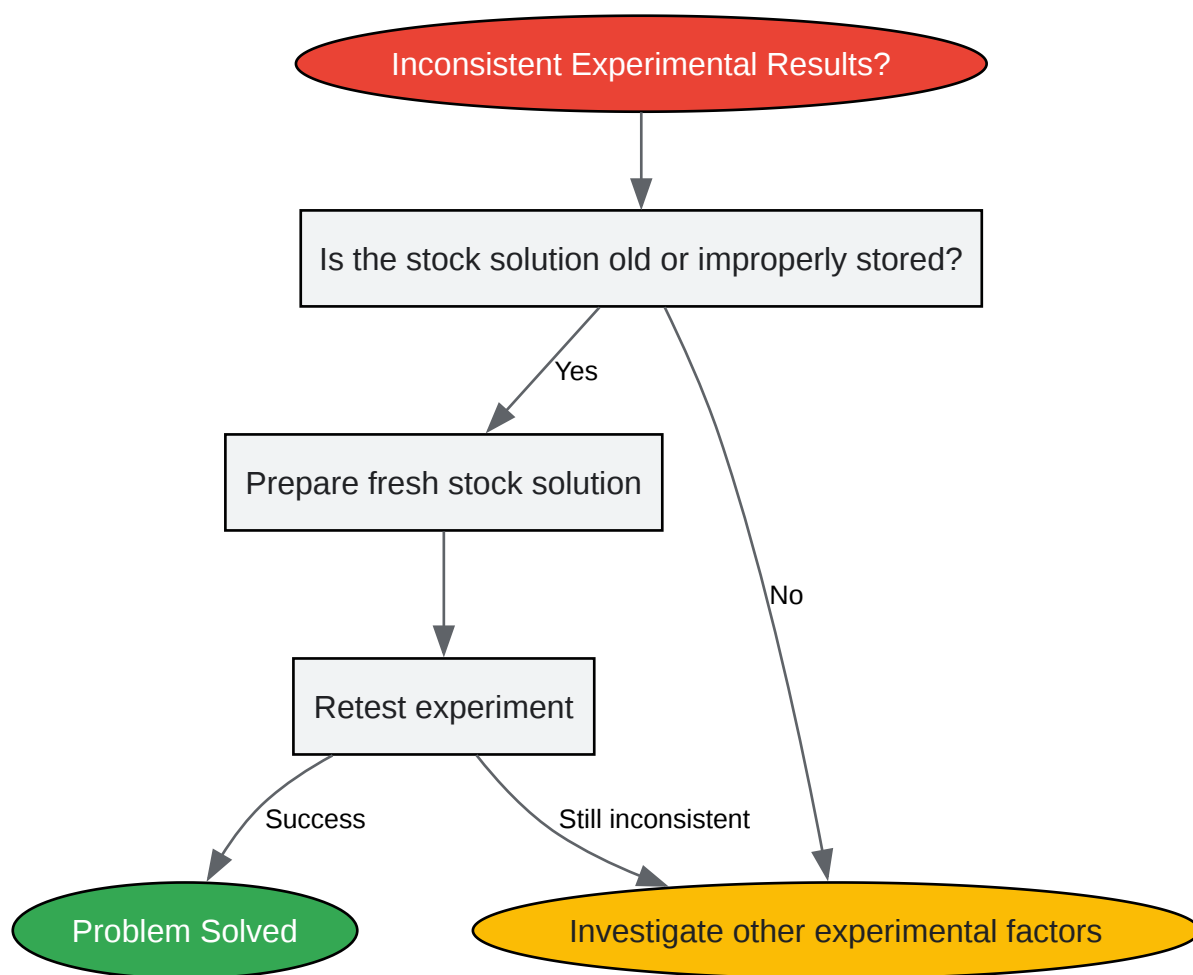 Inconsistent Experimental Results?
Is the stock solution old or improperly stored?
Yes
Prepare fresh stock solution
No
Retest experiment
Success
Still inconsistent
Problem Solved
Investigate other experimental factors